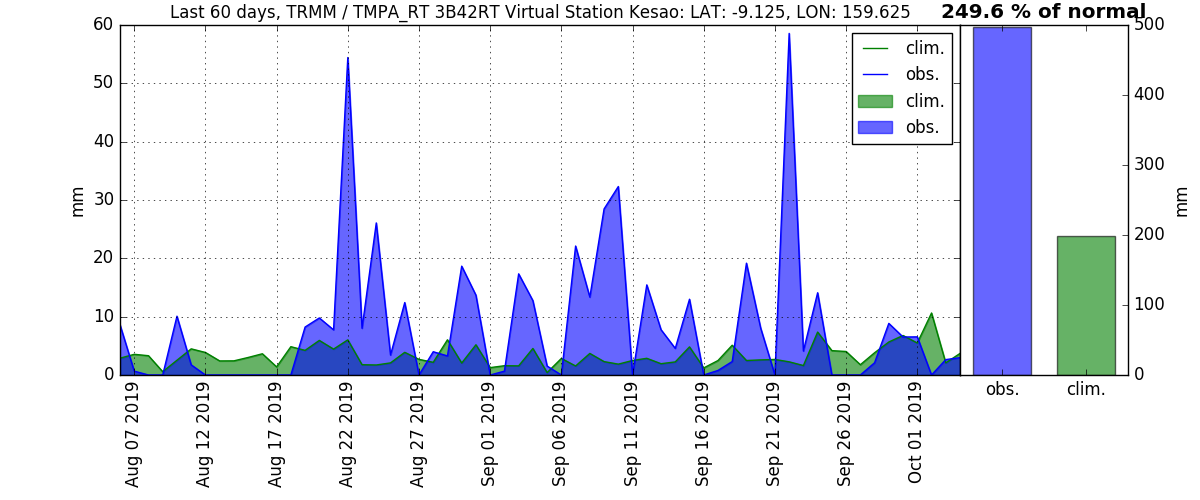 Last 60 days, TRMM / TMPA_RT 3B42RT Virtual Station Kesao: LAT: -9.125, LON: 159.625
249.6 % of normal
60
50
40
30
20
10
0
mm
clim.
obs.
clim.
obs.
500
400
300
200
100
0
mm
Aug 07 2019
Aug 12 2019
Aug 17 2019
Aug 22 2019
Aug 27 2019
Sep 01 2019
Sep 06 2019
Sep 11 2019
Sep 16 2019
Sep 21 2019
Sep 26 2019
Oct 01 2019
obs.
clim.